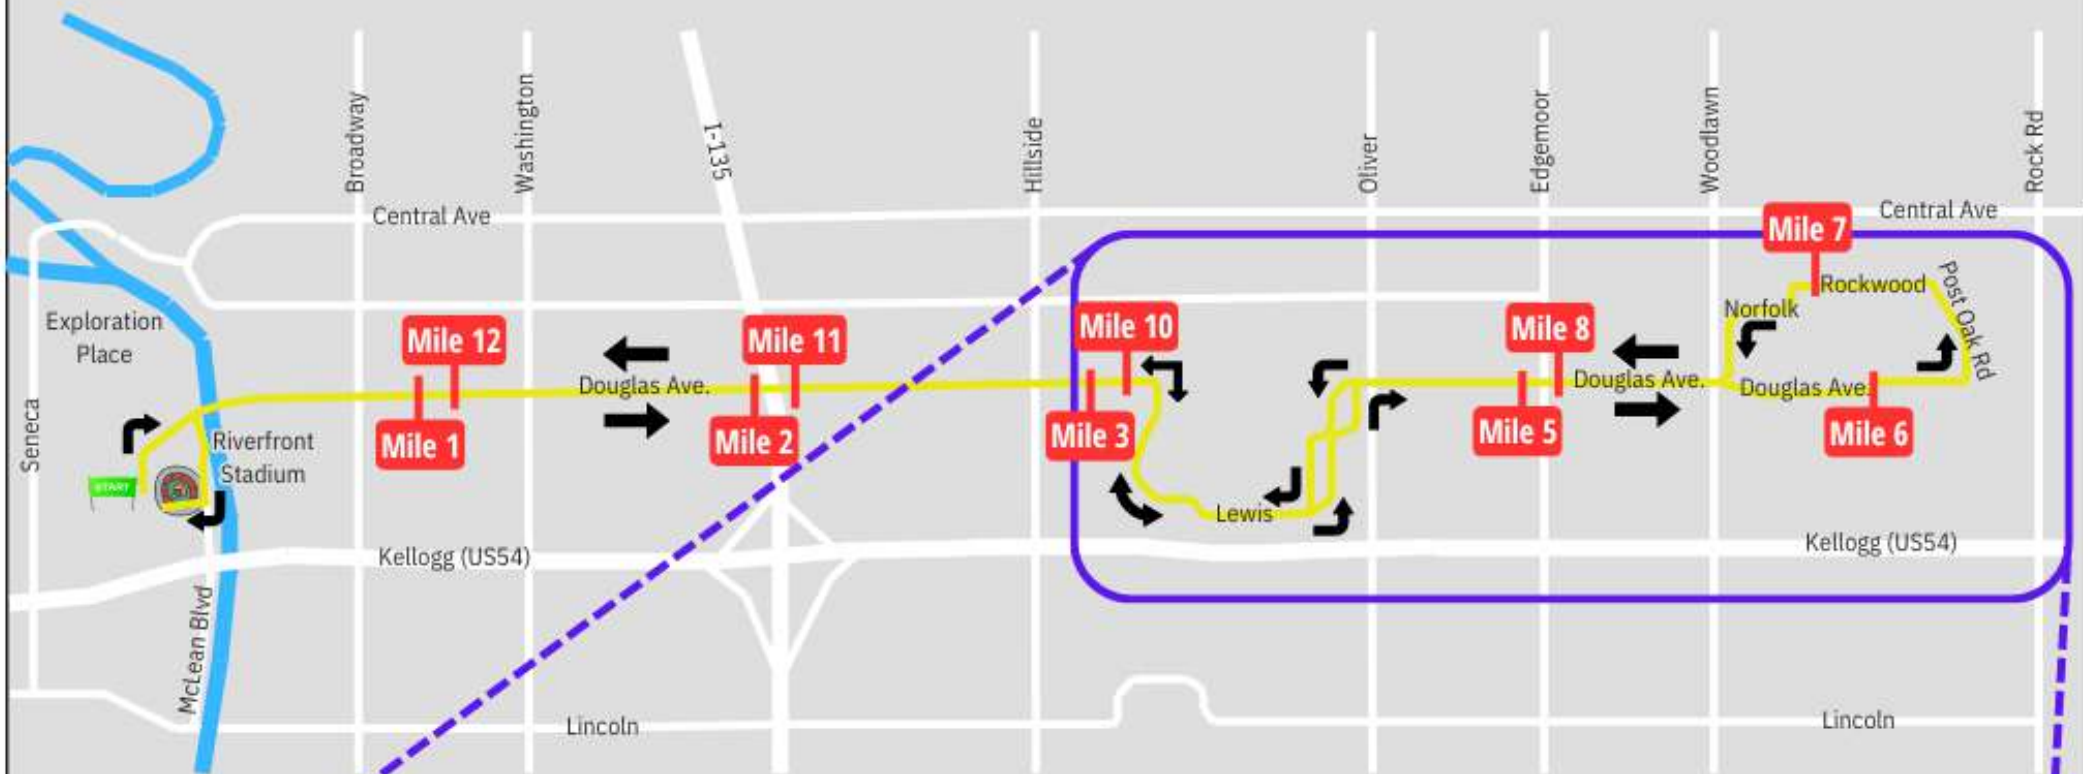 Broadway
Washington
I-135
Hillside
Oliver
Edgemoor
Woodlawn
Rock Rd
Central Ave
Central Ave
Mile 7
Rockwood
Post Oak Rd
Norfolk
Exploration
Place
Mile 12
Mile 11
Mile 10
Mile 8
Douglas Ave.
Douglas Ave.
Douglas Ave.
Seneca
Riverfront
Stadium
Mile 1
Mile 2
Mile 3
Mile 5
Mile 6
START
Lewis
Kellogg (US54)
Kellogg (US54)
McLean Blvd
Lincoln
Lincoln